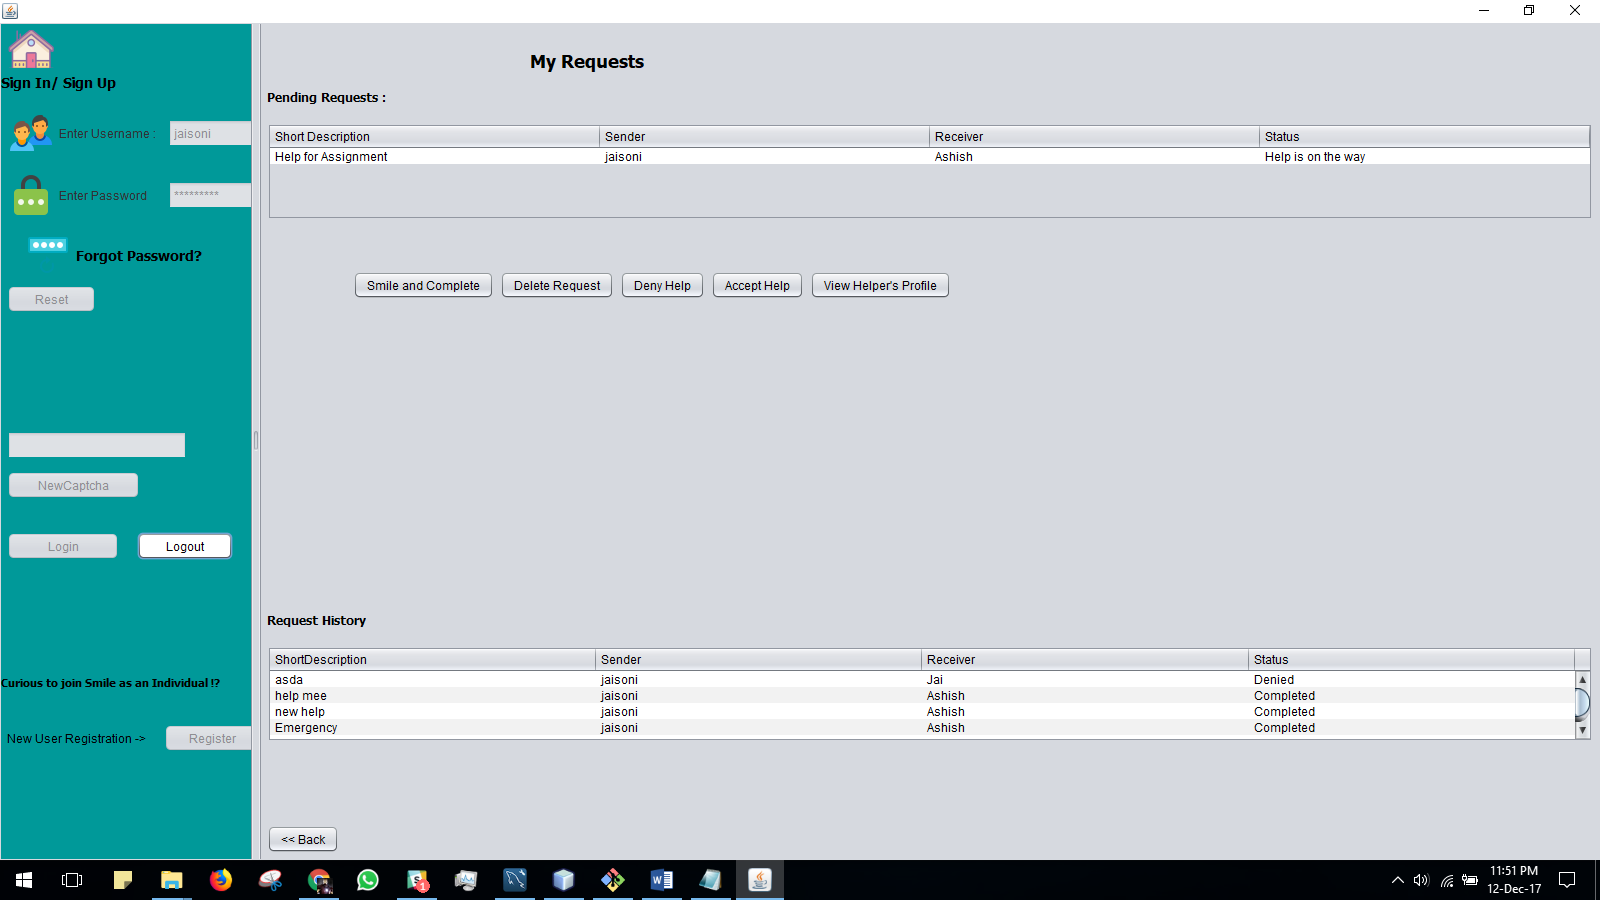 Sign In/ Sign Up
Enter Username :
jaisoni
Enter Password
*********
Forgot Password?
Reset
NewCaptcha
Login
Logout
Curious to join Smile as an Individual !?
New User Registration ->
Register
My Requests
Pending Requests :
Short Description Sender Receiver Status
Help for Assignment jaisoni Ashish Help is on the way
Smile and Complete
Delete Request
Deny Help
Accept Help
View Helper's Profile
Request History
ShortDescription Sender Receiver Status
asda jaisoni Jai Denied
help mee jaisoni Ashish Completed
new help jaisoni Ashish Completed
Emergency jaisoni Ashish Completed
<< Back
1
11:51 PM
12-Dec-17